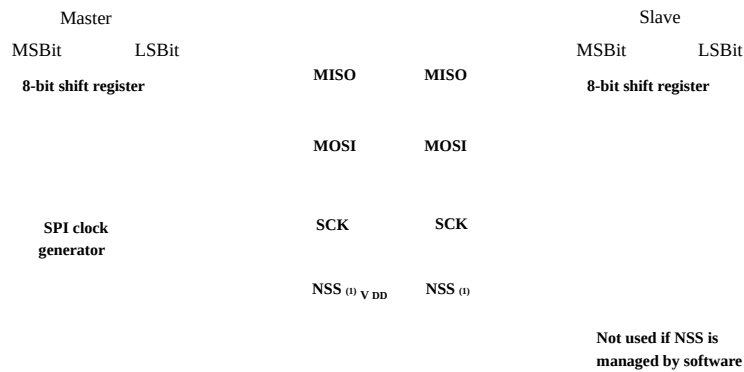 Master
Slave
MSBit LSBit
MSBit LSBit
8-bit shift register
MISO MISO
8-bit shift register
MOSI MOSI
SPI clock
generator
SCK SCK
NSS (1) V DD NSS (1)
Not used if NSS is
managed by software